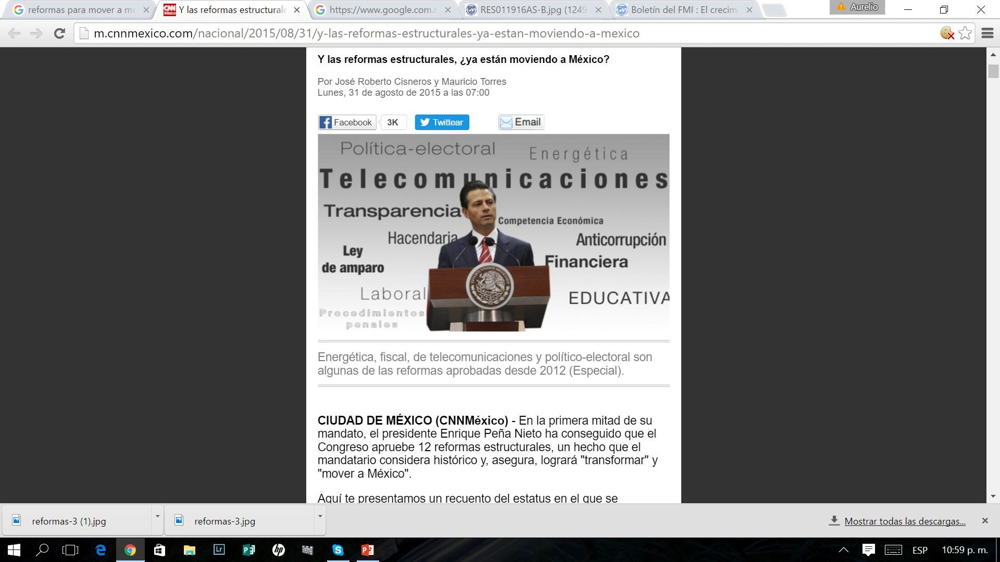 reformas para mover a me
Y las reformas estructurale
https://www.google.com.m
RES011916AS-B.jpg (1249
Boletín del FMI : El crecimi
Aurelio
m.cnnmexico.com/nacional/2015/08/31/y-las-reformas-estructurales-ya-estan-moviendo-a-mexico
Y las reformas estructurales, ¿ya están moviendo a México?
Por José Roberto Cisneros y Mauricio Torres
Lunes, 31 de agosto de 2015 a las 07:00
Facebook 3K Twittear Email
Política-electoral
Energética
Telecomunicaciones
Transparencia
Competencia Económica
Hacendaria
Anticorrupción
Ley
de amparo
Financiera
Laboral
EDUCATIVA
Procedimientos
penales
ESTADOS UNIDOS MEXICANOS
Energética, fiscal, de telecomunicaciones y político-electoral son
algunas de las reformas aprobadas desde 2012 (Especial).
CIUDAD DE MÉXICO (CNNMéxico) - En la primera mitad de su
mandato, el presidente Enrique Peña Nieto ha conseguido que el
Congreso apruebe 12 reformas estructurales, un hecho que el
mandatario considera histórico y, asegura, logrará "transformar" y
"mover a México".
Aquí te presentamos un recuento del estatus en el que se
reformas-3 (1).jpg
reformas-3.jpg
Mostrar todas las descargas...
Lr
hp
ESP
10:59 p. m.